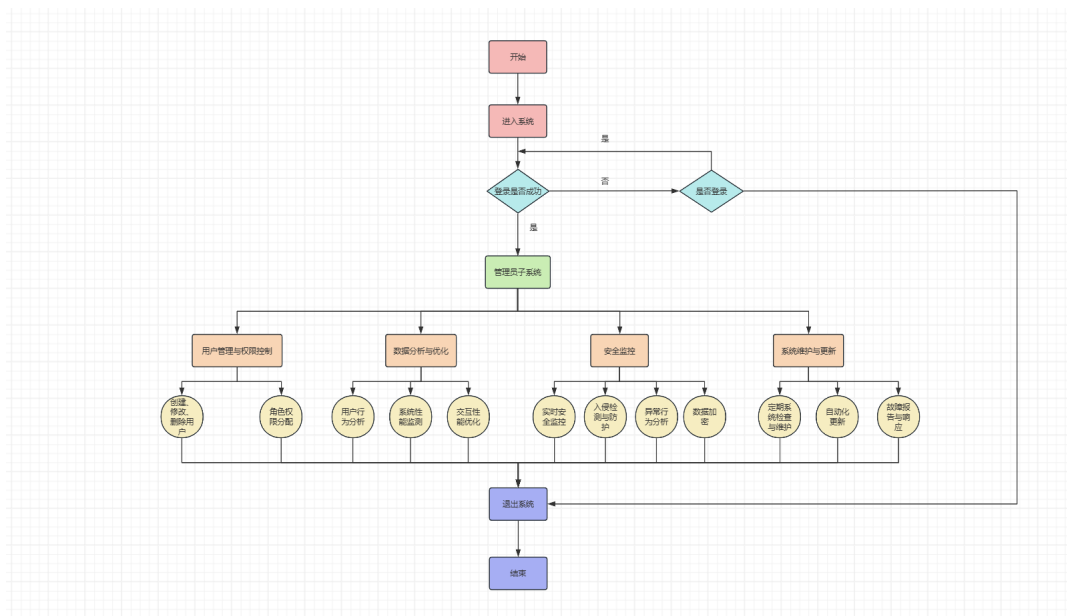 开始
进入系统
是
登录是否成功
否
是否登录
是
管理员子系统
用户管理与权限控制
数据分析与优化
安全监控
系统维护与更新
创建、
修改、
删除用
户
角色权
限分配
用户行
为分析
系统性
能监测
交互性
能优化
实时安
全监控
入侵检
测与防
护
异常行
为分析
数据加
密
定期系
统检查
与维护
自动化
更新
故障报
告与响
应
退出系统
结束